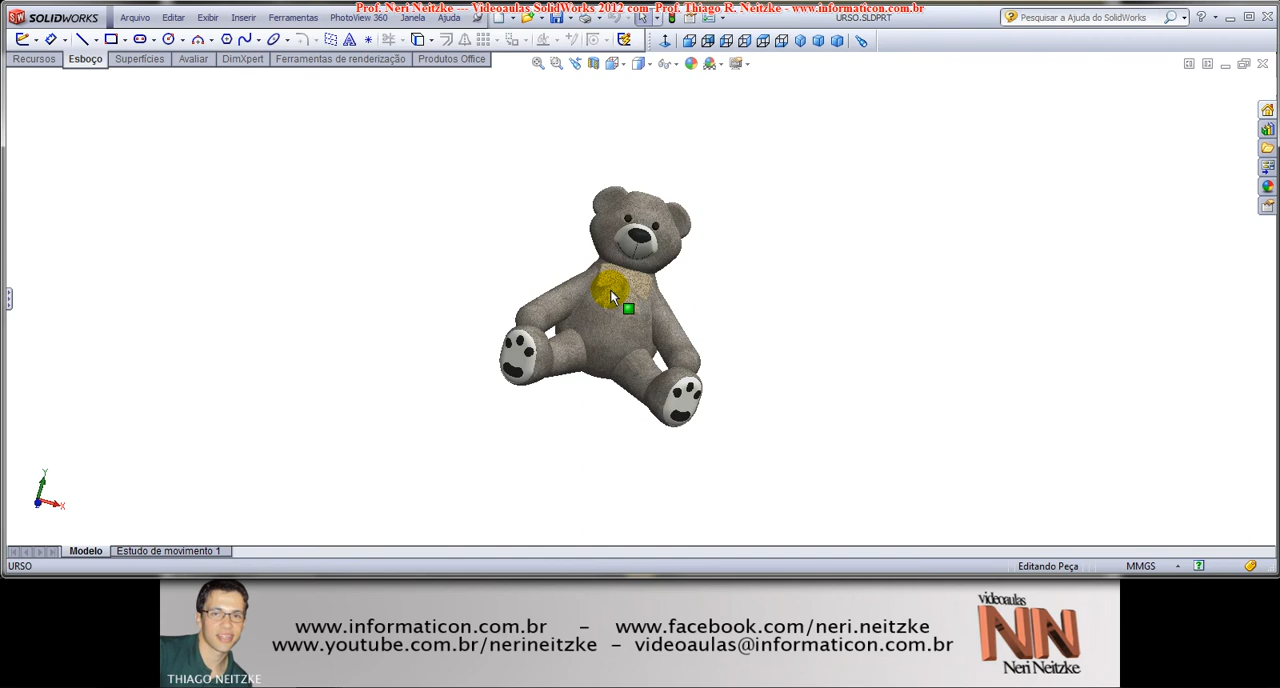 Prof. Neri Neitzke --- Videoaulas SolidWorks 2012 com Prof. Thiago R. Neitzke - www.informaticon.com.br
SW SOLIDWORKS Arquivo Editar Exibir Inserir Ferramentas PhotoView 360 Janela Ajuda URSO.SLDPRT Pesquisar a Ajuda do SolidWorks
Recursos Esboço Superfícies Avaliar DimXpert Ferramentas de renderização Produtos Office
Y
X
Modelo Estudo de movimento 1
URSO Editando Peça MMGS
www.informaticon.com.br - www.facebook.com/neri.neitzke
www.youtube.com.br/nerineitzke - videoaulas@informaticon.com.br
THIAGO NEITZKE
videoaulas
NN
Neri Neitzke